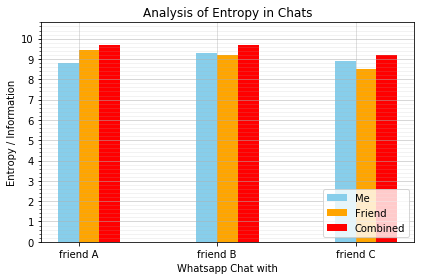 Analysis of Entropy in Chats
Entropy / Information
10
9
8
7
6
5
4
3
2
1
0
Me
Friend
Combined
friend A
friend B
friend C
Whatsapp Chat with